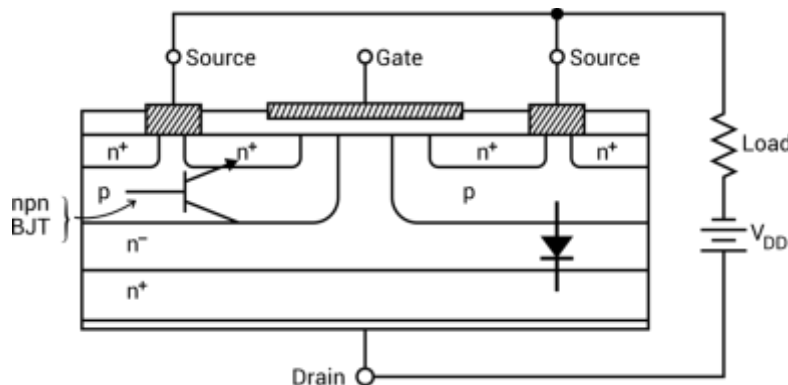 Source
Gate
Source
n+
n+
n+
n+
Load
p
p
npn
BJT
n−
VDD
n+
Drain